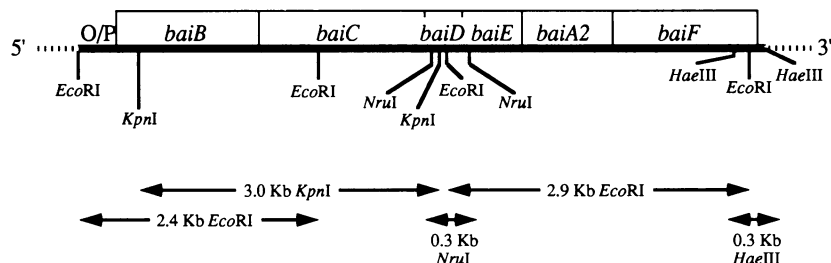 O/P baiB baiC baiD baiE baiA2 baiF
5' 3'
EcoRI KpnI EcoRI NruI KpnI EcoRI NruI HaeIII EcoRI HaeIII
3.0 Kb KpnI 2.9 Kb EcoRI
2.4 Kb EcoRI 0.3 Kb NruI 0.3 Kb HaeIII